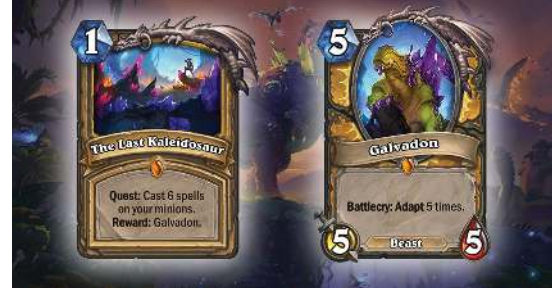 1
The Last Kaleidosaur
Quest: Cast 6 spells
on your minions.
Reward: Galvadon.
5
Galvadon
Battlecry: Adapt 5 times.
5
Beast
5